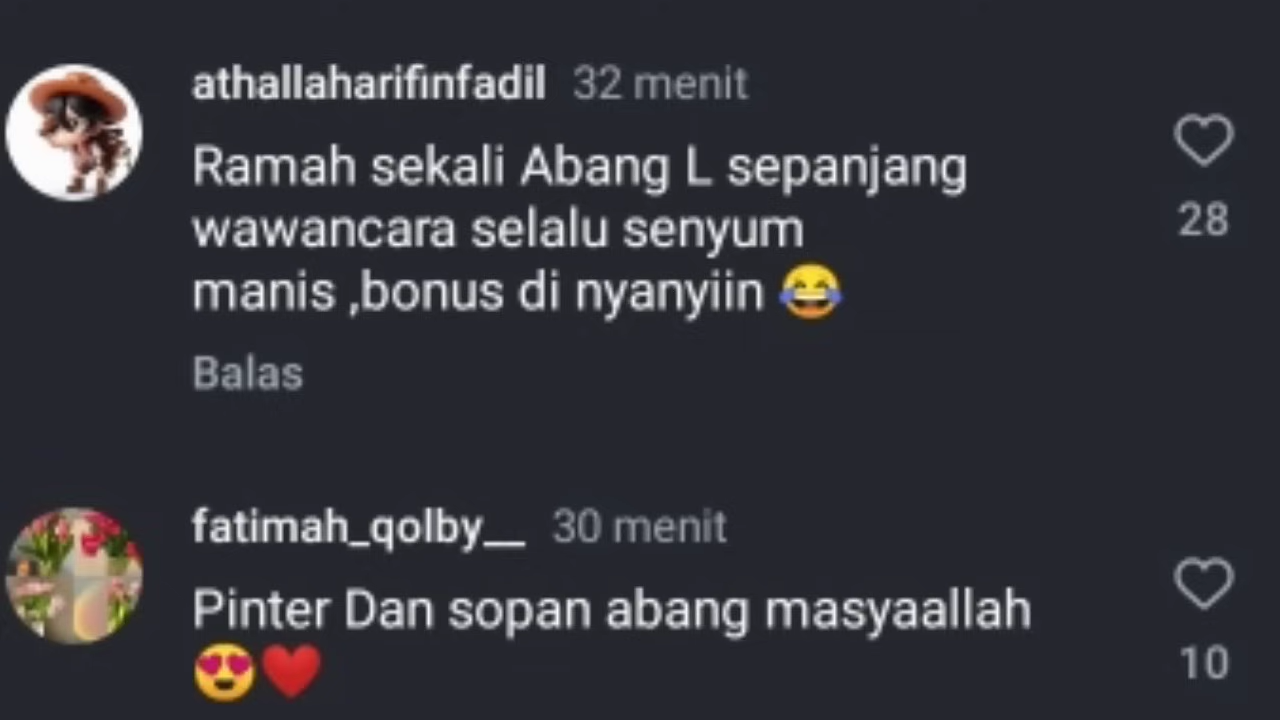 athallaharifinfadil 32 menit
Ramah sekali Abang L sepanjang
wawancara selalu senyum
manis ,bonus di nyanyiin 😂
28
Balas
fatimah_qolby__ 30 menit
Pinter Dan sopan abang masyaallah
😍❤️
10